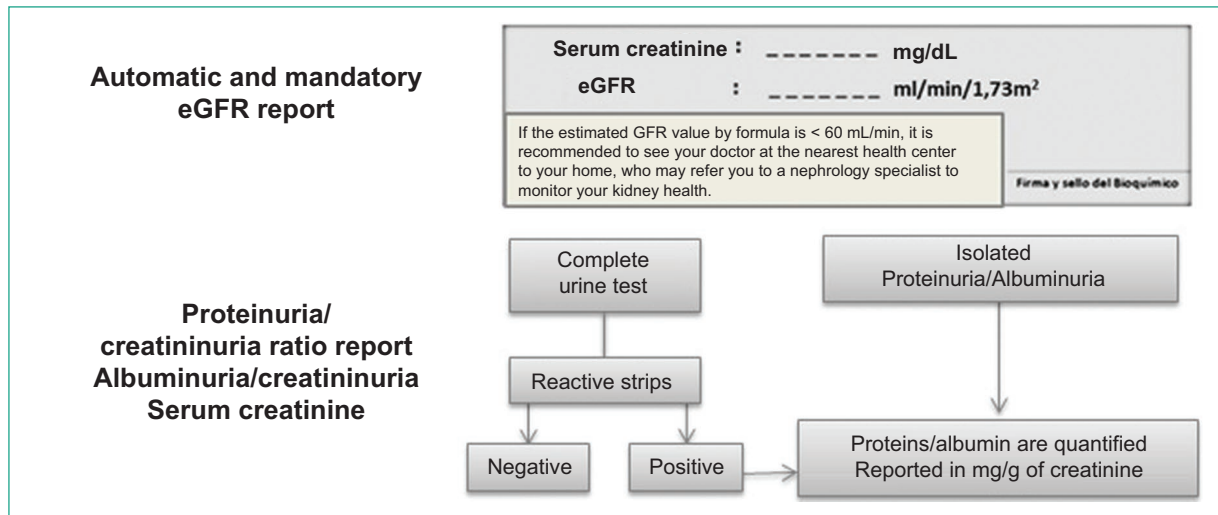 Automatic and mandatory
eGFR report
Serum creatinine : _ _ _ _ _ _ _ mg/dL
eGFR : _ _ _ _ _ _ _ ml/min/1,73m²
If the estimated GFR value by formula is < 60 mL/min, it is
recommended to see your doctor at the nearest health center
to your home, who may refer you to a nephrology specialist to
monitor your kidney health.
Firma y sello del Bioquímico
Proteinuria/
creatininuria ratio report
Albuminuria/creatininuria
Serum creatinine
Complete
urine test
Isolated
Proteinuria/Albuminuria
Reactive strips
Negative
Positive
Proteins/albumin are quantified
Reported in mg/g of creatinine